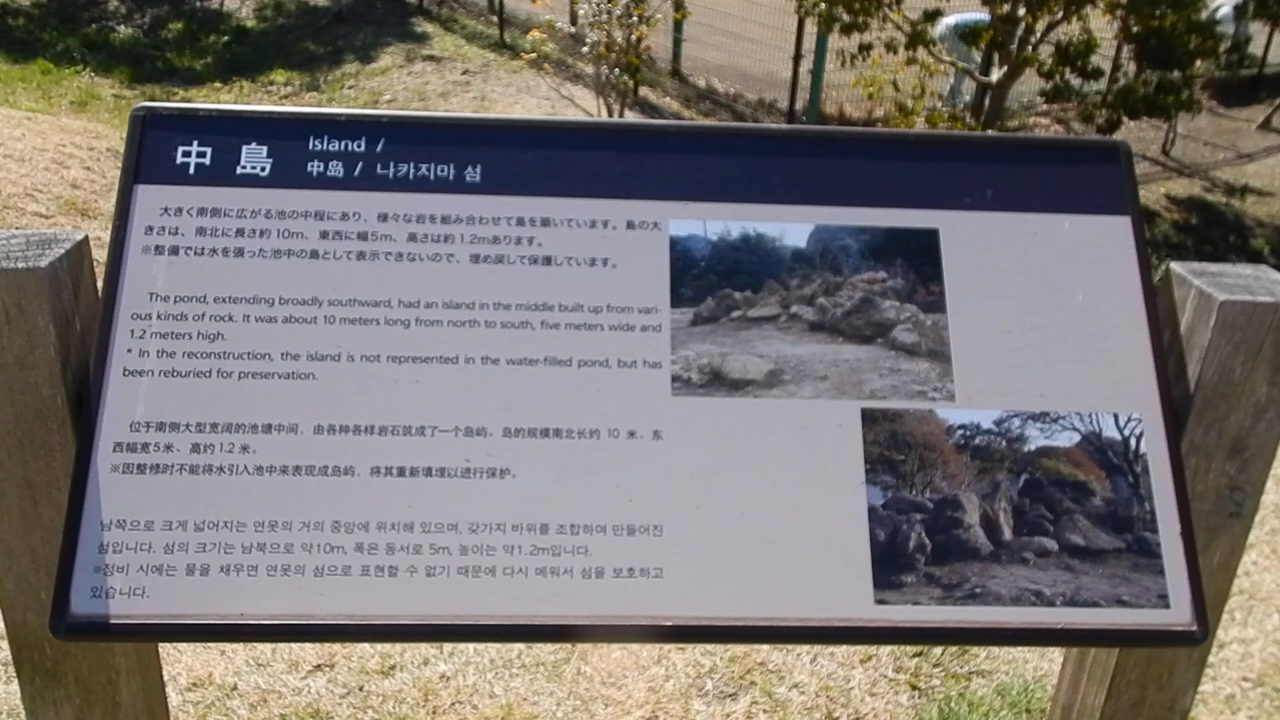 中島
Island /
中岛 / 나카지마 섬
大きく南側に広がる池の中程にあり、様々な岩を組み合わせて島を築いています。島の大
きさは、南北に長さ約10m、東西に幅5m、高さは約1.2mあります。
※整備では水を張った池中の島として表示できないので、埋め戻して保護しています。
The pond, extending broadly southward, had an island in the middle built up from vari-
ous kinds of rock. It was about 10 meters long from north to south, five meters wide and
1.2 meters high.
* In the reconstruction, the island is not represented in the water-filled pond, but has
been reburied for preservation.
位于南侧大型宽阔的池塘中间，由各种各样岩石筑成了一个岛屿。岛的规模南北长约 10 米、东
西幅宽5米、高约1.2 米。
※因整修时不能将水引入池中来表现成岛屿，将其重新填埋以进行保护。
남쪽으로 크게 넓어지는 연못의 거의 중앙에 위치해 있으며, 갖가지 바위를 조합하여 만들어진
섬입니다. 섬의 크기는 남북으로 약10m, 폭은 동서로 5m, 높이는 약1.2m입니다.
※정비 시에는 물을 채우면 연못의 섬으로 표현할 수 없기 때문에 다시 메워서 섬을 보호하고
있습니다.